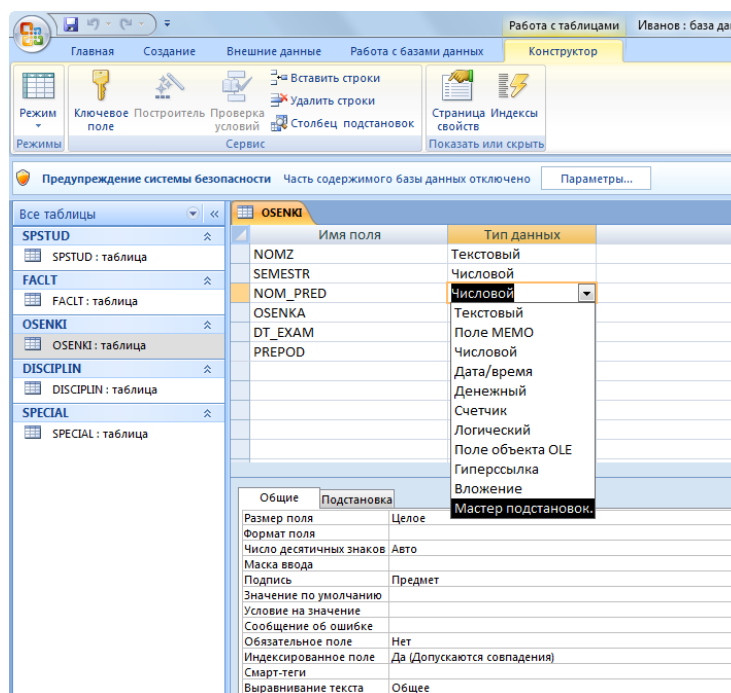 Работа с таблицами Иванов : база да
Главная Создание Внешние данные Работа с базами данных Конструктор
Режим
Ключевое поле
Построитель
Проверка условий
Вставить строки
Удалить строки
Столбец подстановок
Страница свойств
Индексы
Режимы Сервис Показать или скрыть
Предупреждение системы безопасности Часть содержимого базы данных отключено Параметры...
Все таблицы
SPSTUD
SPSTUD : таблица
FACLT
FACLT : таблица
OSENKI
OSENKI : таблица
DISCIPLIN
DISCIPLIN : таблица
SPECIAL
SPECIAL : таблица
OSENKI
Имя поля Тип данных
NOMZ Текстовый
SEMESTR Числовой
NOM_PRED Числовой
OSENKA
DT_EXAM
PREPOD
Текстовый
Поле МЕМО
Числовой
Дата/время
Денежный
Счетчик
Логический
Поле объекта OLE
Гиперссылка
Вложение
Мастер подстановок.
Общие Подстановка
Размер поля Целое
Формат поля
Число десятичных знаков Авто
Маска ввода
Подпись Предмет
Значение по умолчанию
Условие на значение
Сообщение об ошибке
Обязательное поле Нет
Индексированное поле Да (Допускаются совпадения)
Смарт-теги
Выравнивание текста Общее